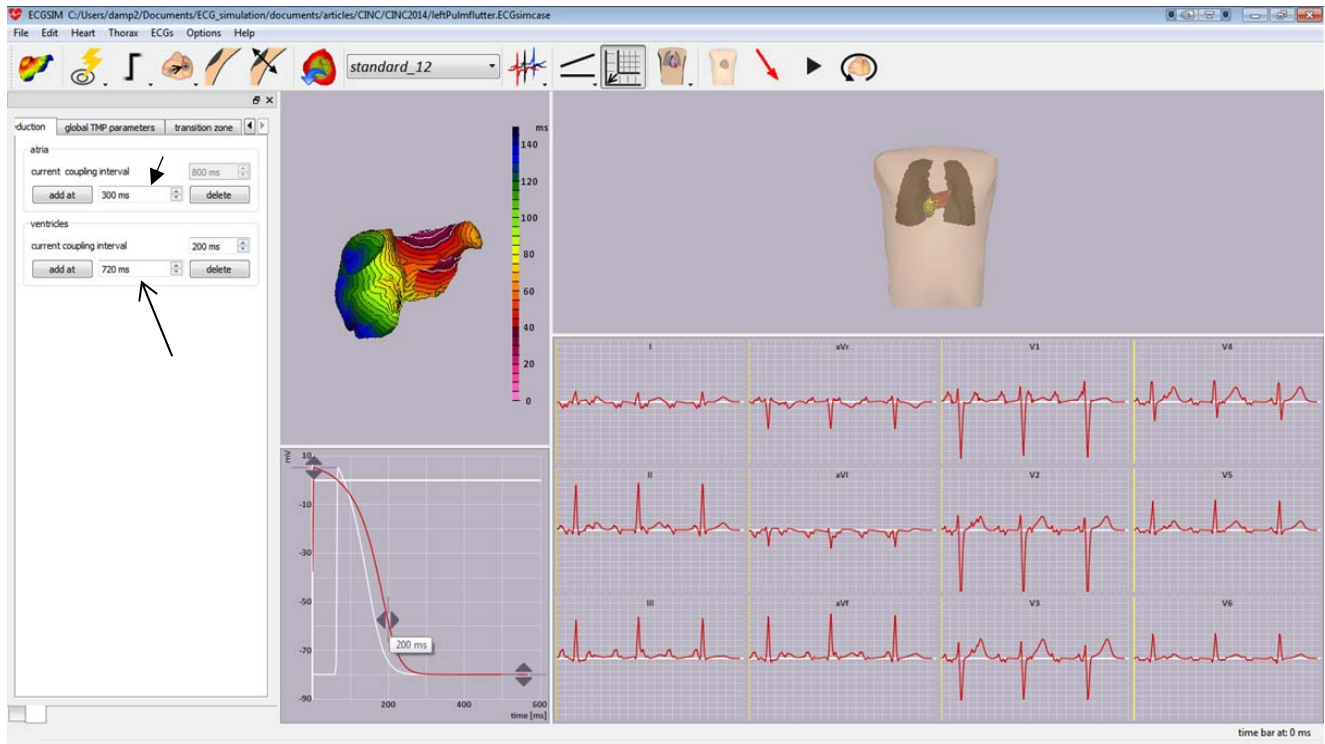 ECGSIM C:/Users/damp2/Documents/ECG_simulation/documents/articles/CINC/CINC2014/leftPulmflutter.ECGsimcase
File Edit Heart Thorax ECGs Options Help
standard_12
duction global TMP parameters transition zone
atria
current coupling interval 800 ms
add at 300 ms delete
ventricles
current coupling interval 200 ms
add at 720 ms delete
ms
140
120
100
80
60
40
20
0
mV
10
-10
-30
-50
-70
-90
200 ms
200 400 600
time [ms]
I aVr V1 V4
II aVl V2 V5
III aVf V3 V6
time bar at: 0 ms